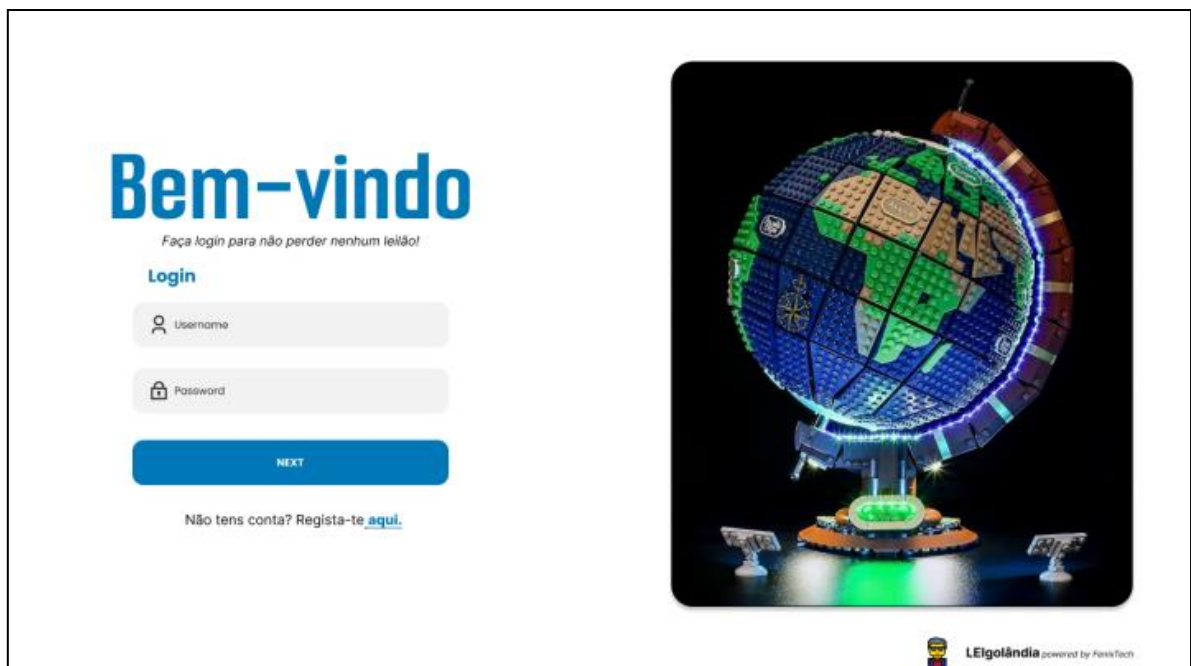 Bem-vindo
Faça login para não perder nenhum leilão!
Login
Username
Password
NEXT
Não tens conta? Regista-te aqui.
LEIgolândia powered by FenixTech